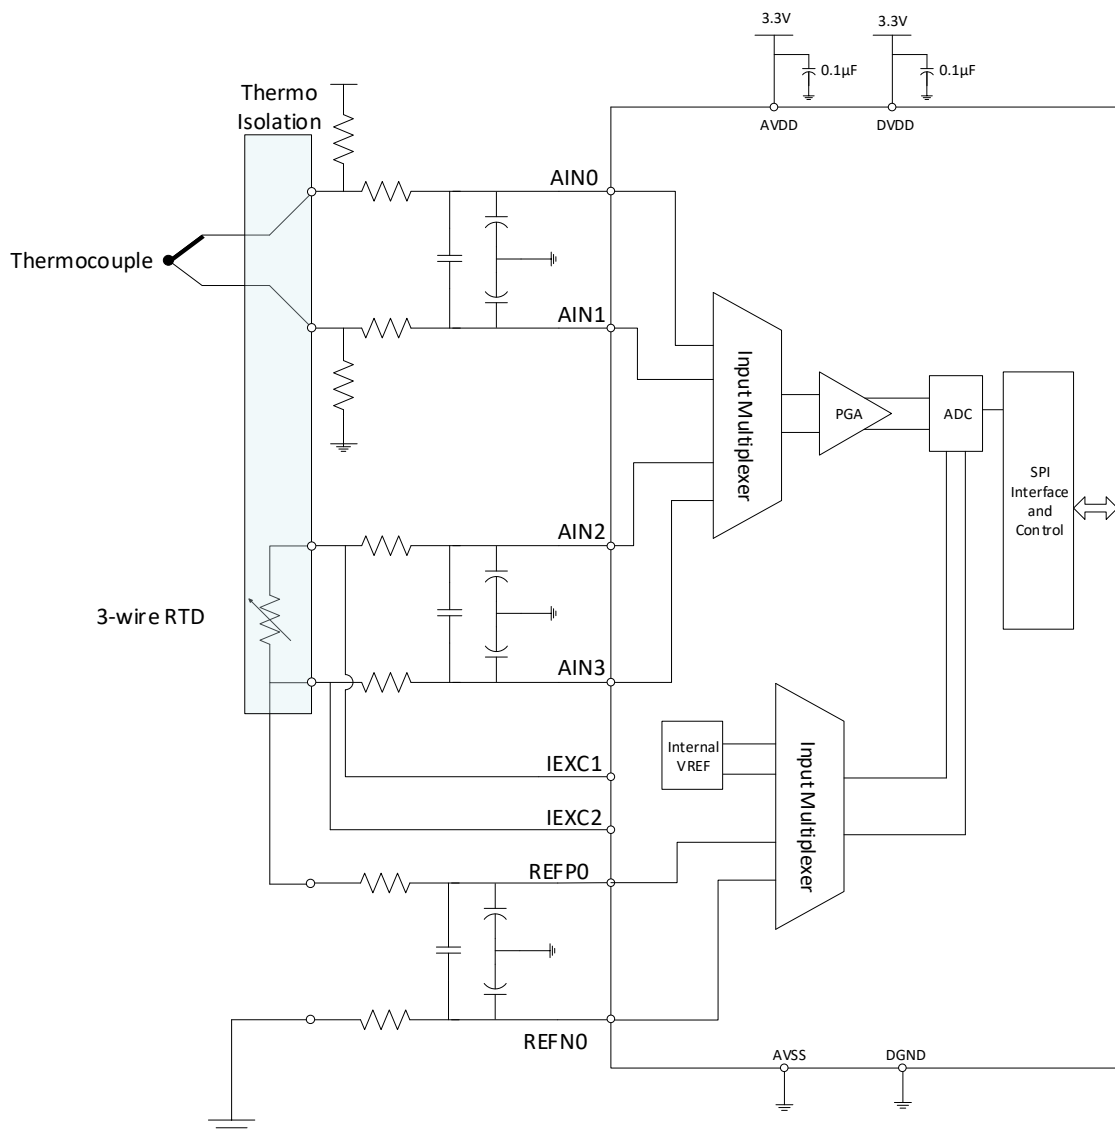 3.3V
3.3V
0.1µF
0.1µF
Thermo
Isolation
AVDD
DVDD
AIN0
Thermocouple
AIN1
Input Multiplexer
PGA
ADC
SPI
Interface
and
Control
AIN2
3-wire RTD
AIN3
Internal
VREF
Input Multiplexer
IEXC1
IEXC2
REFP0
REFN0
AVSS
DGND